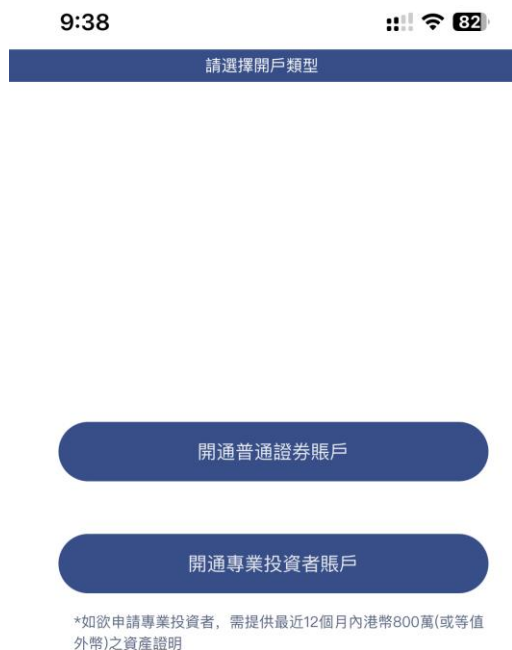 9:38
82
請選擇開戶類型
開通普通證券賬戶
開通專業投資者賬戶
*如欲申請專業投資者，需提供最近12個月內港幣800萬(或等值
外幣)之資產證明